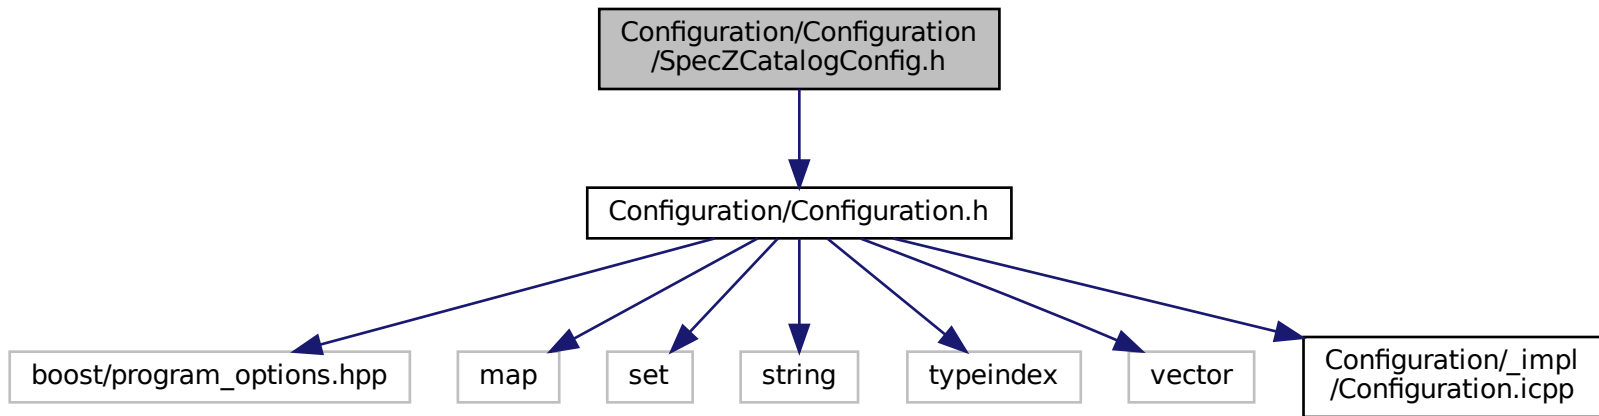 Configuration/Configuration
/SpecZCatalogConfig.h
Configuration/Configuration.h
boost/program_options.hpp
map
set
string
typeindex
vector
Configuration/_impl
/Configuration.icpp